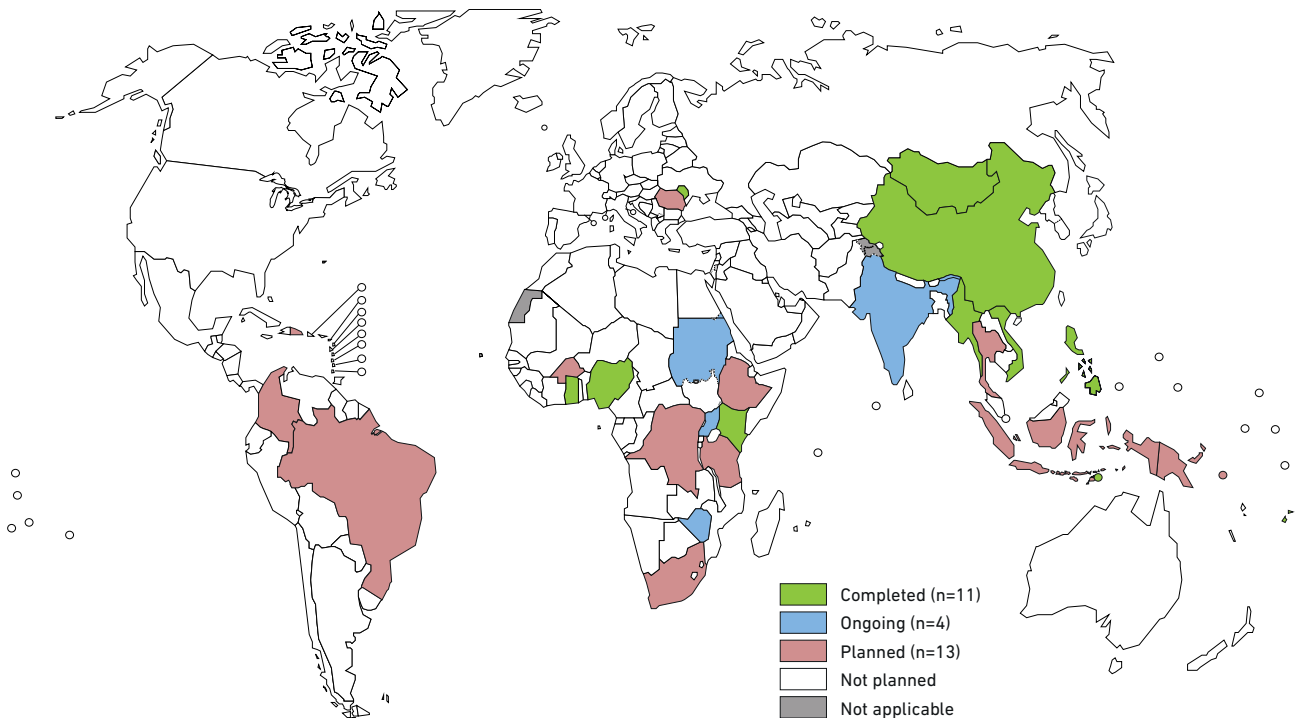 Completed (n=11)
Ongoing (n=4)
Planned (n=13)
Not planned
Not applicable